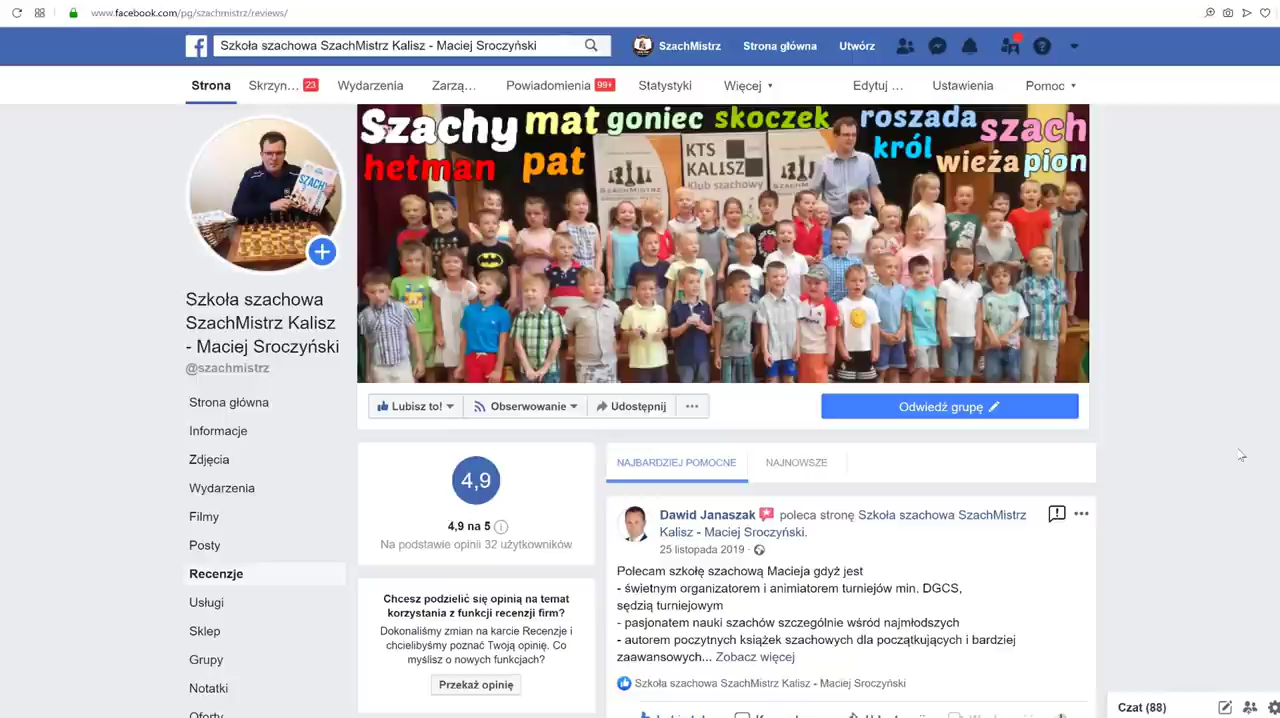 www.facebook.com/pg/szachmistrz/reviews/
Szkoła szachowa SzachMistrz Kalisz - Maciej Sroczyński
SzachMistrz
Strona główna
Utwórz
Strona
Skrzyn... 23
Wydarzenia
Zarzą...
Powiadomienia 99+
Statystyki
Więcej
Edytuj ...
Ustawienia
Pomoc
Szachy mat goniec skoczek roszada szach
hetman pat król wieża pion
KTS
KALISZ
Klub szachowy
SZACHMISTRZ
SZACHY
Szkoła szachowa
SzachMistrz Kalisz
- Maciej Sroczyński
@szachmistrz
Strona główna
Informacje
Zdjęcia
Wydarzenia
Filmy
Posty
Recenzje
Usługi
Sklep
Grupy
Notatki
Oferty
Lubisz to!
Obserwowanie
Udostępnij
Odwiedź grupę
4,9
4,9 na 5
Na podstawie opinii 32 użytkowników
Chcesz podzielić się opinią na temat
korzystania z funkcji recenzji firm?
Dokonaliśmy zmian na karcie Recenzje i
chcielibyśmy poznać Twoją opinię. Co
myślisz o nowych funkcjach?
Przekaż opinię
NAJBARDZIEJ POMOCNE
NAJNOWSZE
Dawid Janaszak poleca stronę Szkoła szachowa SzachMistrz
Kalisz - Maciej Sroczyński.
25 listopada 2019
Polecam szkołę szachową Macieja gdyż jest
- świetnym organizatorem i animiatorem turniejów min. DGCS,
sędzią turniejowym
- pasjonatem nauki szachów szczególnie wśród najmłodszych
- autorem poczytnych książek szachowych dla początkujących i bardziej
zaawansowych... Zobacz więcej
Szkoła szachowa SzachMistrz Kalisz - Maciej Sroczyński
Czat (88)